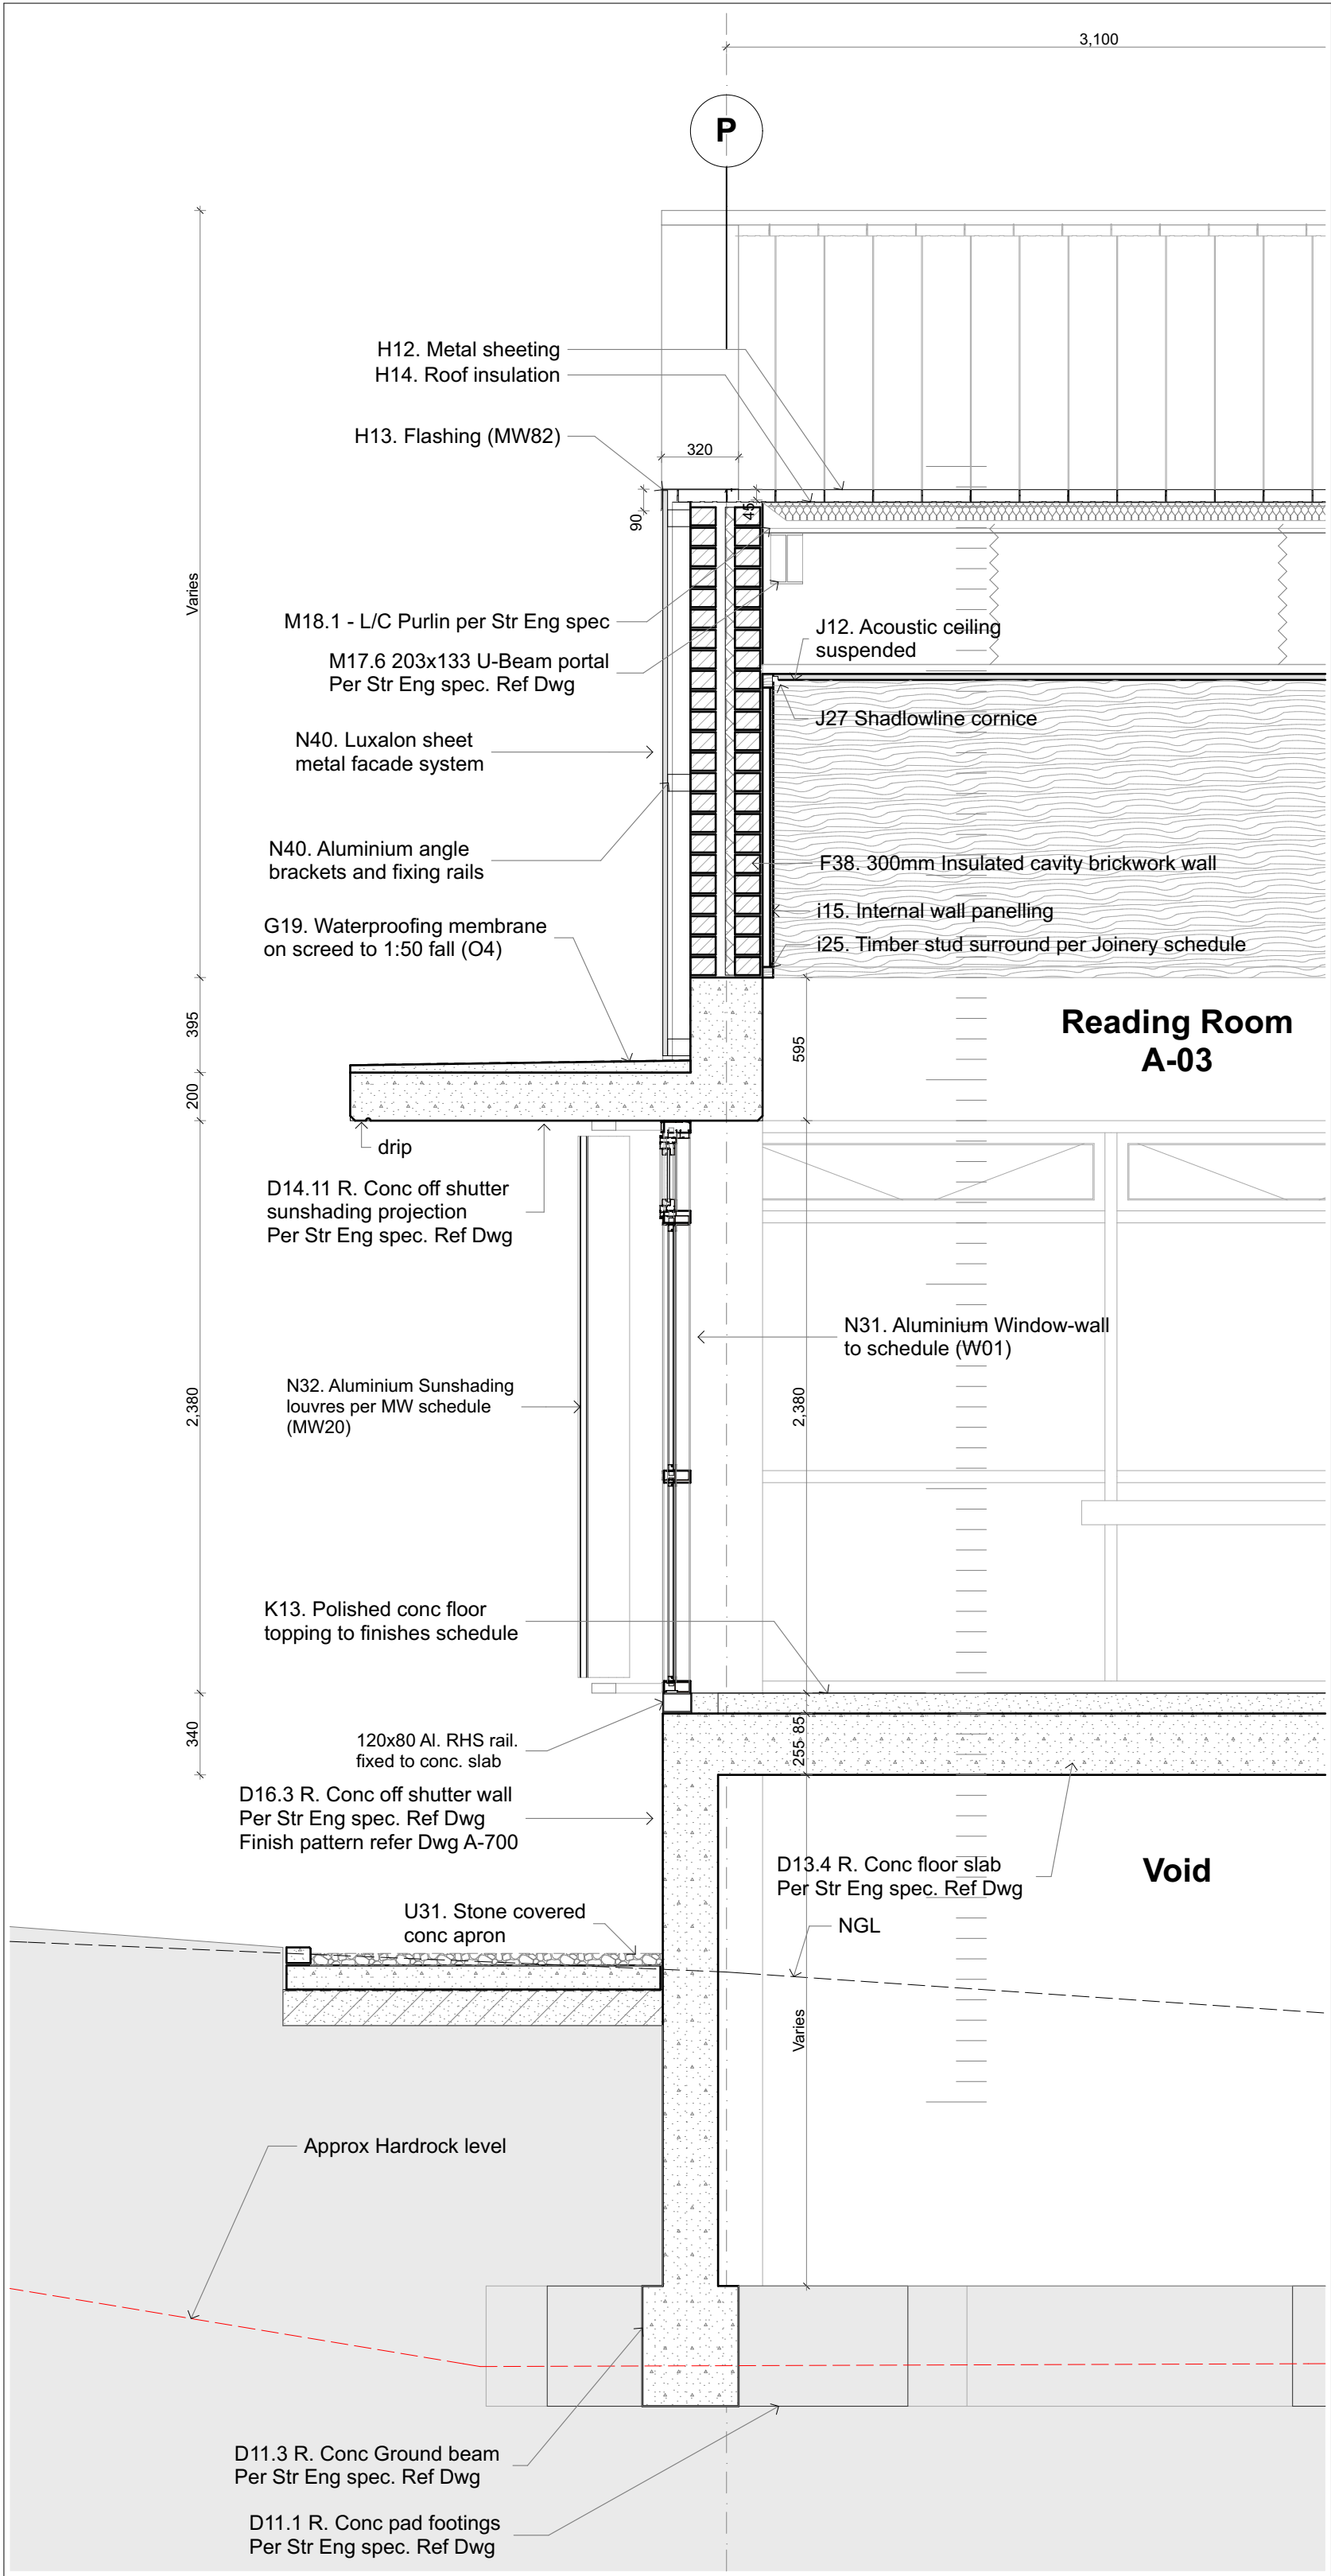 3,100
P
H12. Metal sheeting
H14. Roof insulation
H13. Flashing (MW82)
320
90
45
Varies
M18.1 - L/C Purlin per Str Eng spec
M17.6 203x133 U-Beam portal
Per Str Eng spec. Ref Dwg
J12. Acoustic ceiling
suspended
J27 Shadlowline cornice
N40. Luxalon sheet
metal facade system
N40. Aluminium angle
brackets and fixing rails
F38. 300mm Insulated cavity brickwork wall
i15. Internal wall panelling
i25. Timber stud surround per Joinery schedule
G19. Waterproofing membrane
on screed to 1:50 fall (O4)
395
595
Reading Room
A-03
200
drip
D14.11 R. Conc off shutter
sunshading projection
Per Str Eng spec. Ref Dwg
N31. Aluminium Window-wall
to schedule (W01)
N32. Aluminium Sunshading
louvres per MW schedule
(MW20)
2,380
2,380
K13. Polished conc floor
topping to finishes schedule
340
85
255
120x80 Al. RHS rail.
fixed to conc. slab
D16.3 R. Conc off shutter wall
Per Str Eng spec. Ref Dwg
Finish pattern refer Dwg A-700
D13.4 R. Conc floor slab
Per Str Eng spec. Ref Dwg
Void
U31. Stone covered
conc apron
NGL
Varies
Approx Hardrock level
D11.3 R. Conc Ground beam
Per Str Eng spec. Ref Dwg
D11.1 R. Conc pad footings
Per Str Eng spec. Ref Dwg